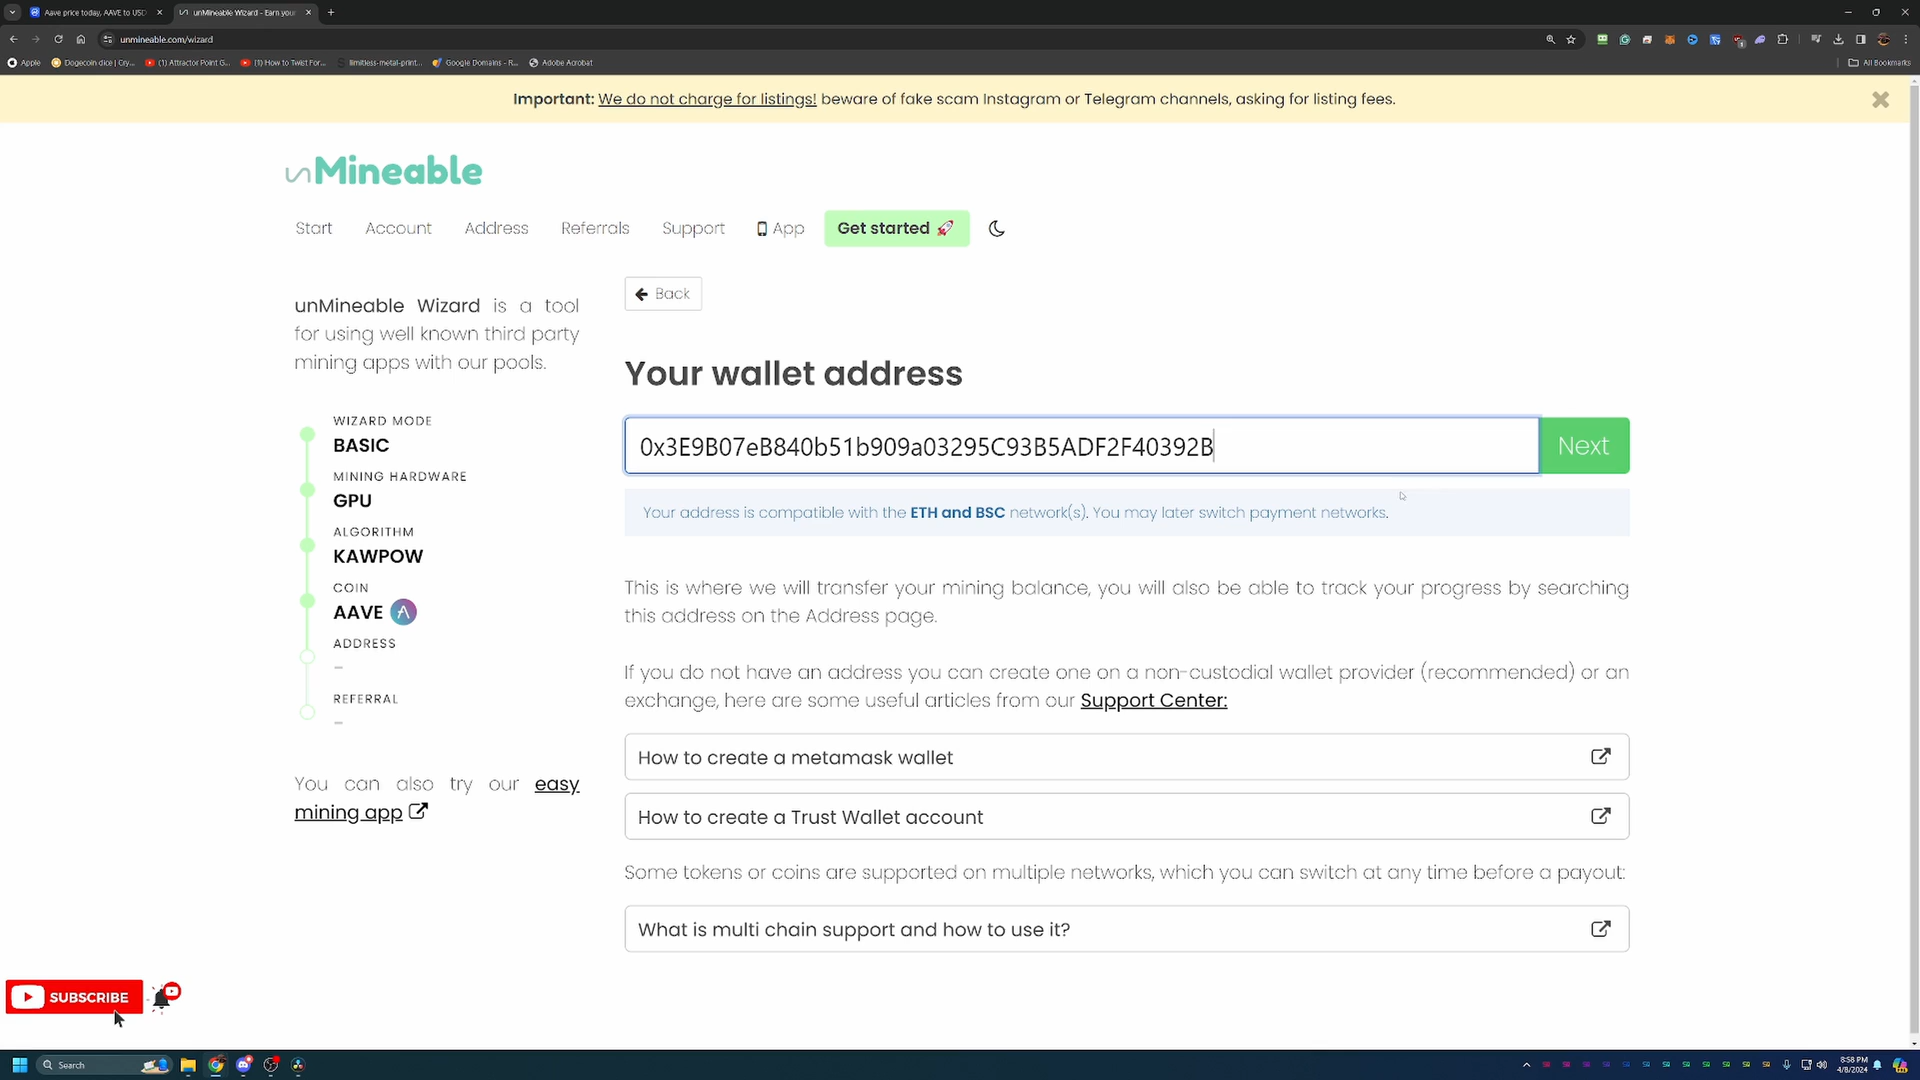 Aave price today, AAVE to USD
unMineable Wizard - Earn your
unmineable.com/wizard
Apple
Dogecoin dice | Cry...
(1) Attractor Point G...
(1) How to Twist For...
limitless-metal-print...
Google Domains - R...
Adobe Acrobat
All Bookmarks
Important: We do not charge for listings! beware of fake scam Instagram or Telegram channels, asking for listing fees.
unMineable
Start
Account
Address
Referrals
Support
App
Get started
Back
unMineable Wizard is a tool
for using well known third party
mining apps with our pools.
WIZARD MODE
BASIC
MINING HARDWARE
GPU
ALGORITHM
KAWPOW
COIN
AAVE
ADDRESS
–
REFERRAL
–
You can also try our easy
mining app
Your wallet address
0x3E9B07eB840b51b909a03295C93B5ADF2F40392B
Next
Your address is compatible with the ETH and BSC network(s). You may later switch payment networks.
This is where we will transfer your mining balance, you will also be able to track your progress by searching
this address on the Address page.
If you do not have an address you can create one on a non-custodial wallet provider (recommended) or an
exchange, here are some useful articles from our Support Center:
How to create a metamask wallet
How to create a Trust Wallet account
Some tokens or coins are supported on multiple networks, which you can switch at any time before a payout:
What is multi chain support and how to use it?
SUBSCRIBE
Search
8:58 PM
4/8/2024